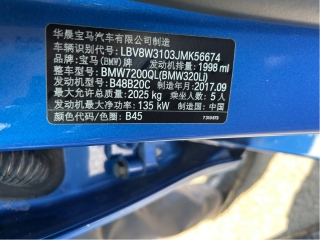 华晨宝马汽车有限公司制造
车辆识别代号: LBV8W3103JMK56674
品牌: 宝马(BMW)牌 发动机排量: 1998 ml
整车型号: BMW7200QL(BMW320Li)
发动机型号: B48B20C 制造年月: 2017.09
最大允许总质量: 2025 kg 乘坐人数: 5 人
发动机最大净功率: 135 kW 制造国: 中国
颜色代码/色图: B45